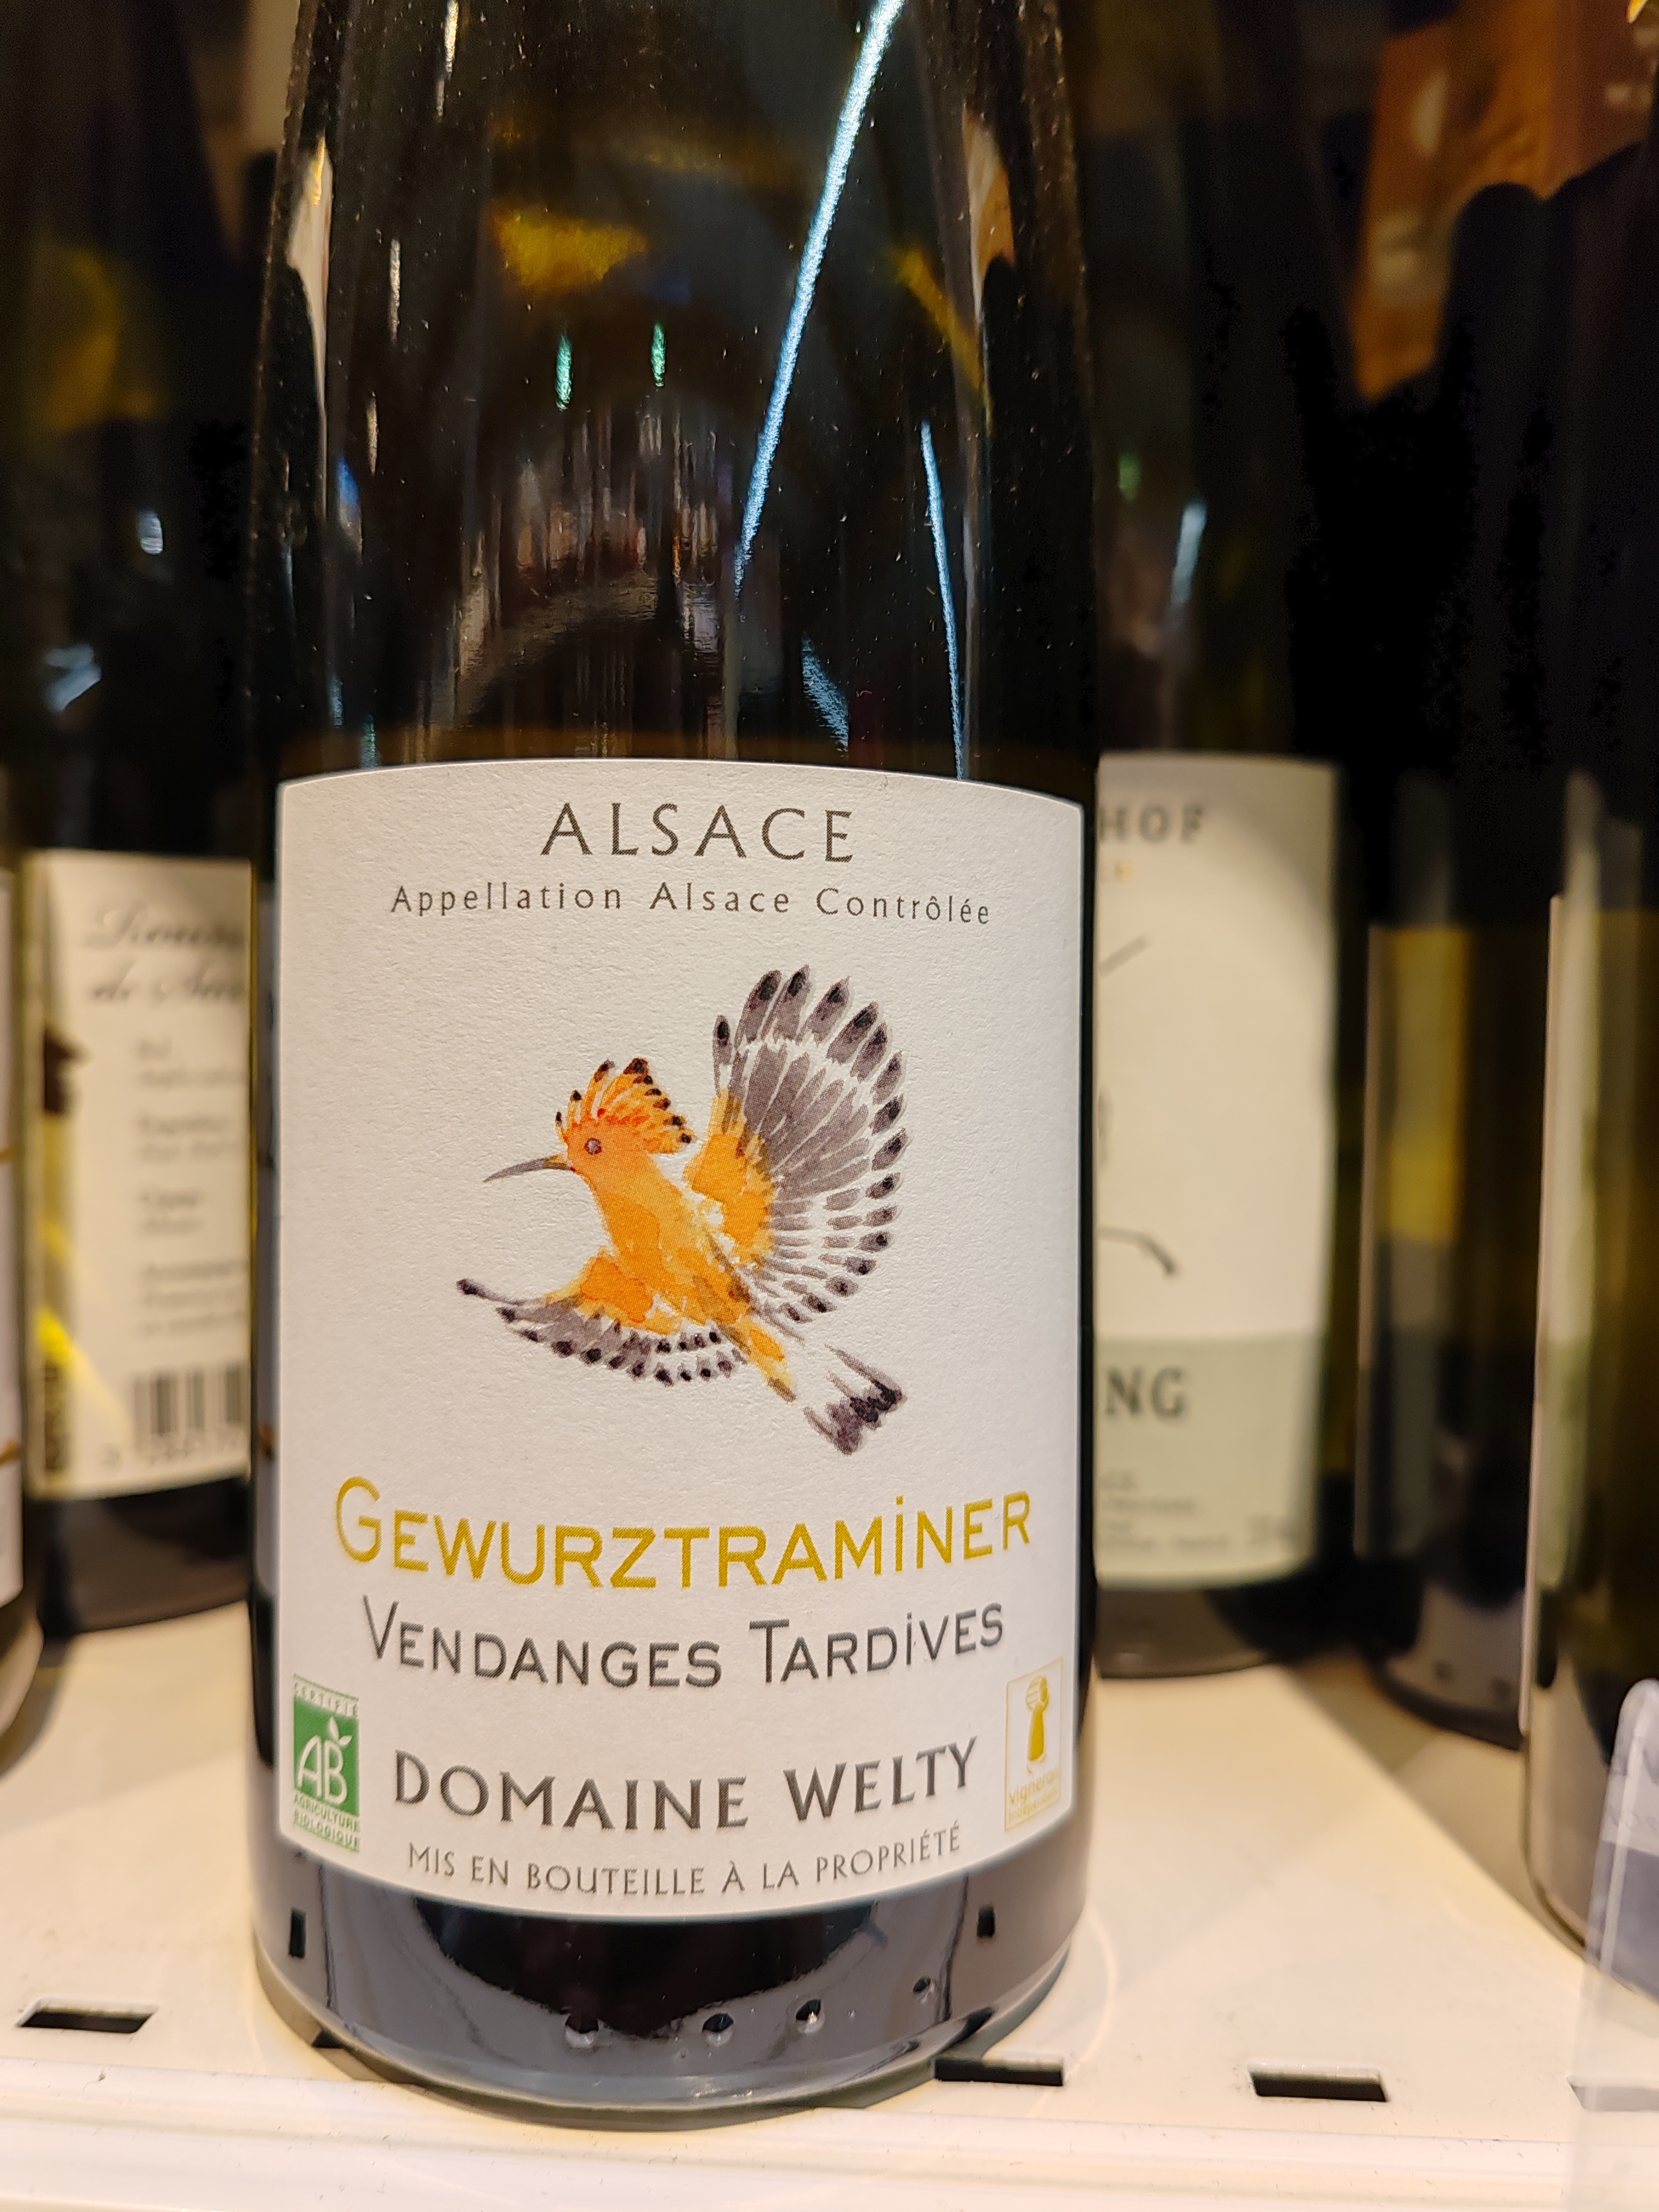 ALSACE
Appellation Alsace Contrôlée
GEWURZTRAMINER
VENDANGES TARDIVES
CERTIFIÉ
AB
AGRICULTURE
BIOLOGIQUE
DOMAINE WELTY
MIS EN BOUTEILLE À LA PROPRIÉTÉ
HOF
NG